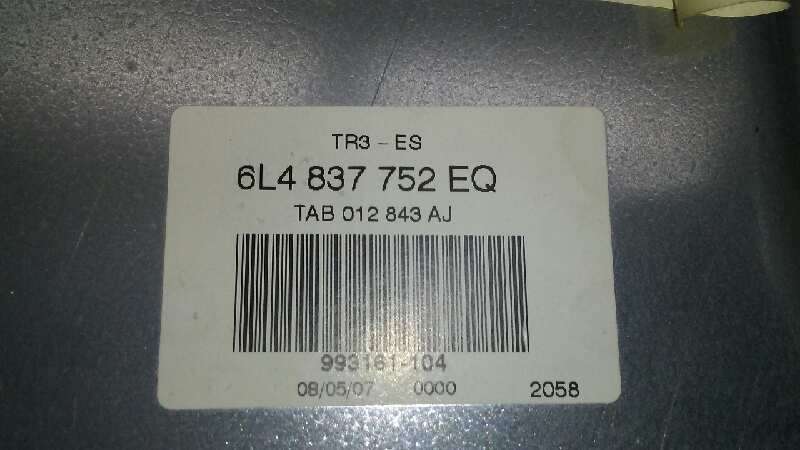 TR3 - ES
6L4 837 752 EQ
TAB 012 843 AJ
993161-104
08/05/07 0000 2058